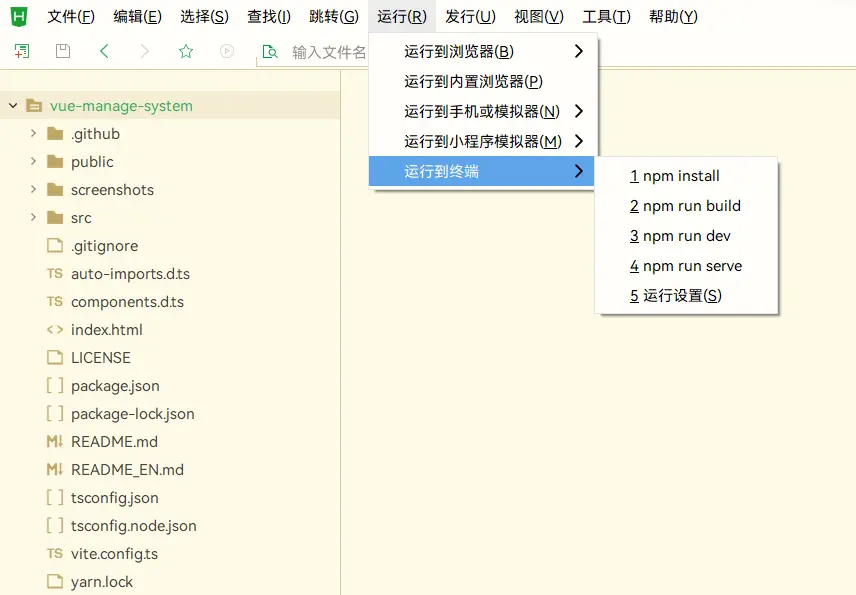 H 文件(F) 编辑(E) 选择(S) 查找(I) 跳转(G) 运行(R) 发行(U) 视图(V) 工具(T) 帮助(Y)
输入文件名
运行到浏览器(B)
运行到内置浏览器(P)
运行到手机或模拟器(N)
运行到小程序模拟器(M)
运行到终端
1 npm install
2 npm run build
3 npm run dev
4 npm run serve
5 运行设置(S)
vue-manage-system
.github
public
screenshots
src
.gitignore
TS auto-imports.d.ts
TS components.d.ts
<> index.html
LICENSE
[ ] package.json
[ ] package-lock.json
M↓ README.md
M↓ README_EN.md
[ ] tsconfig.json
[ ] tsconfig.node.json
TS vite.config.ts
yarn.lock